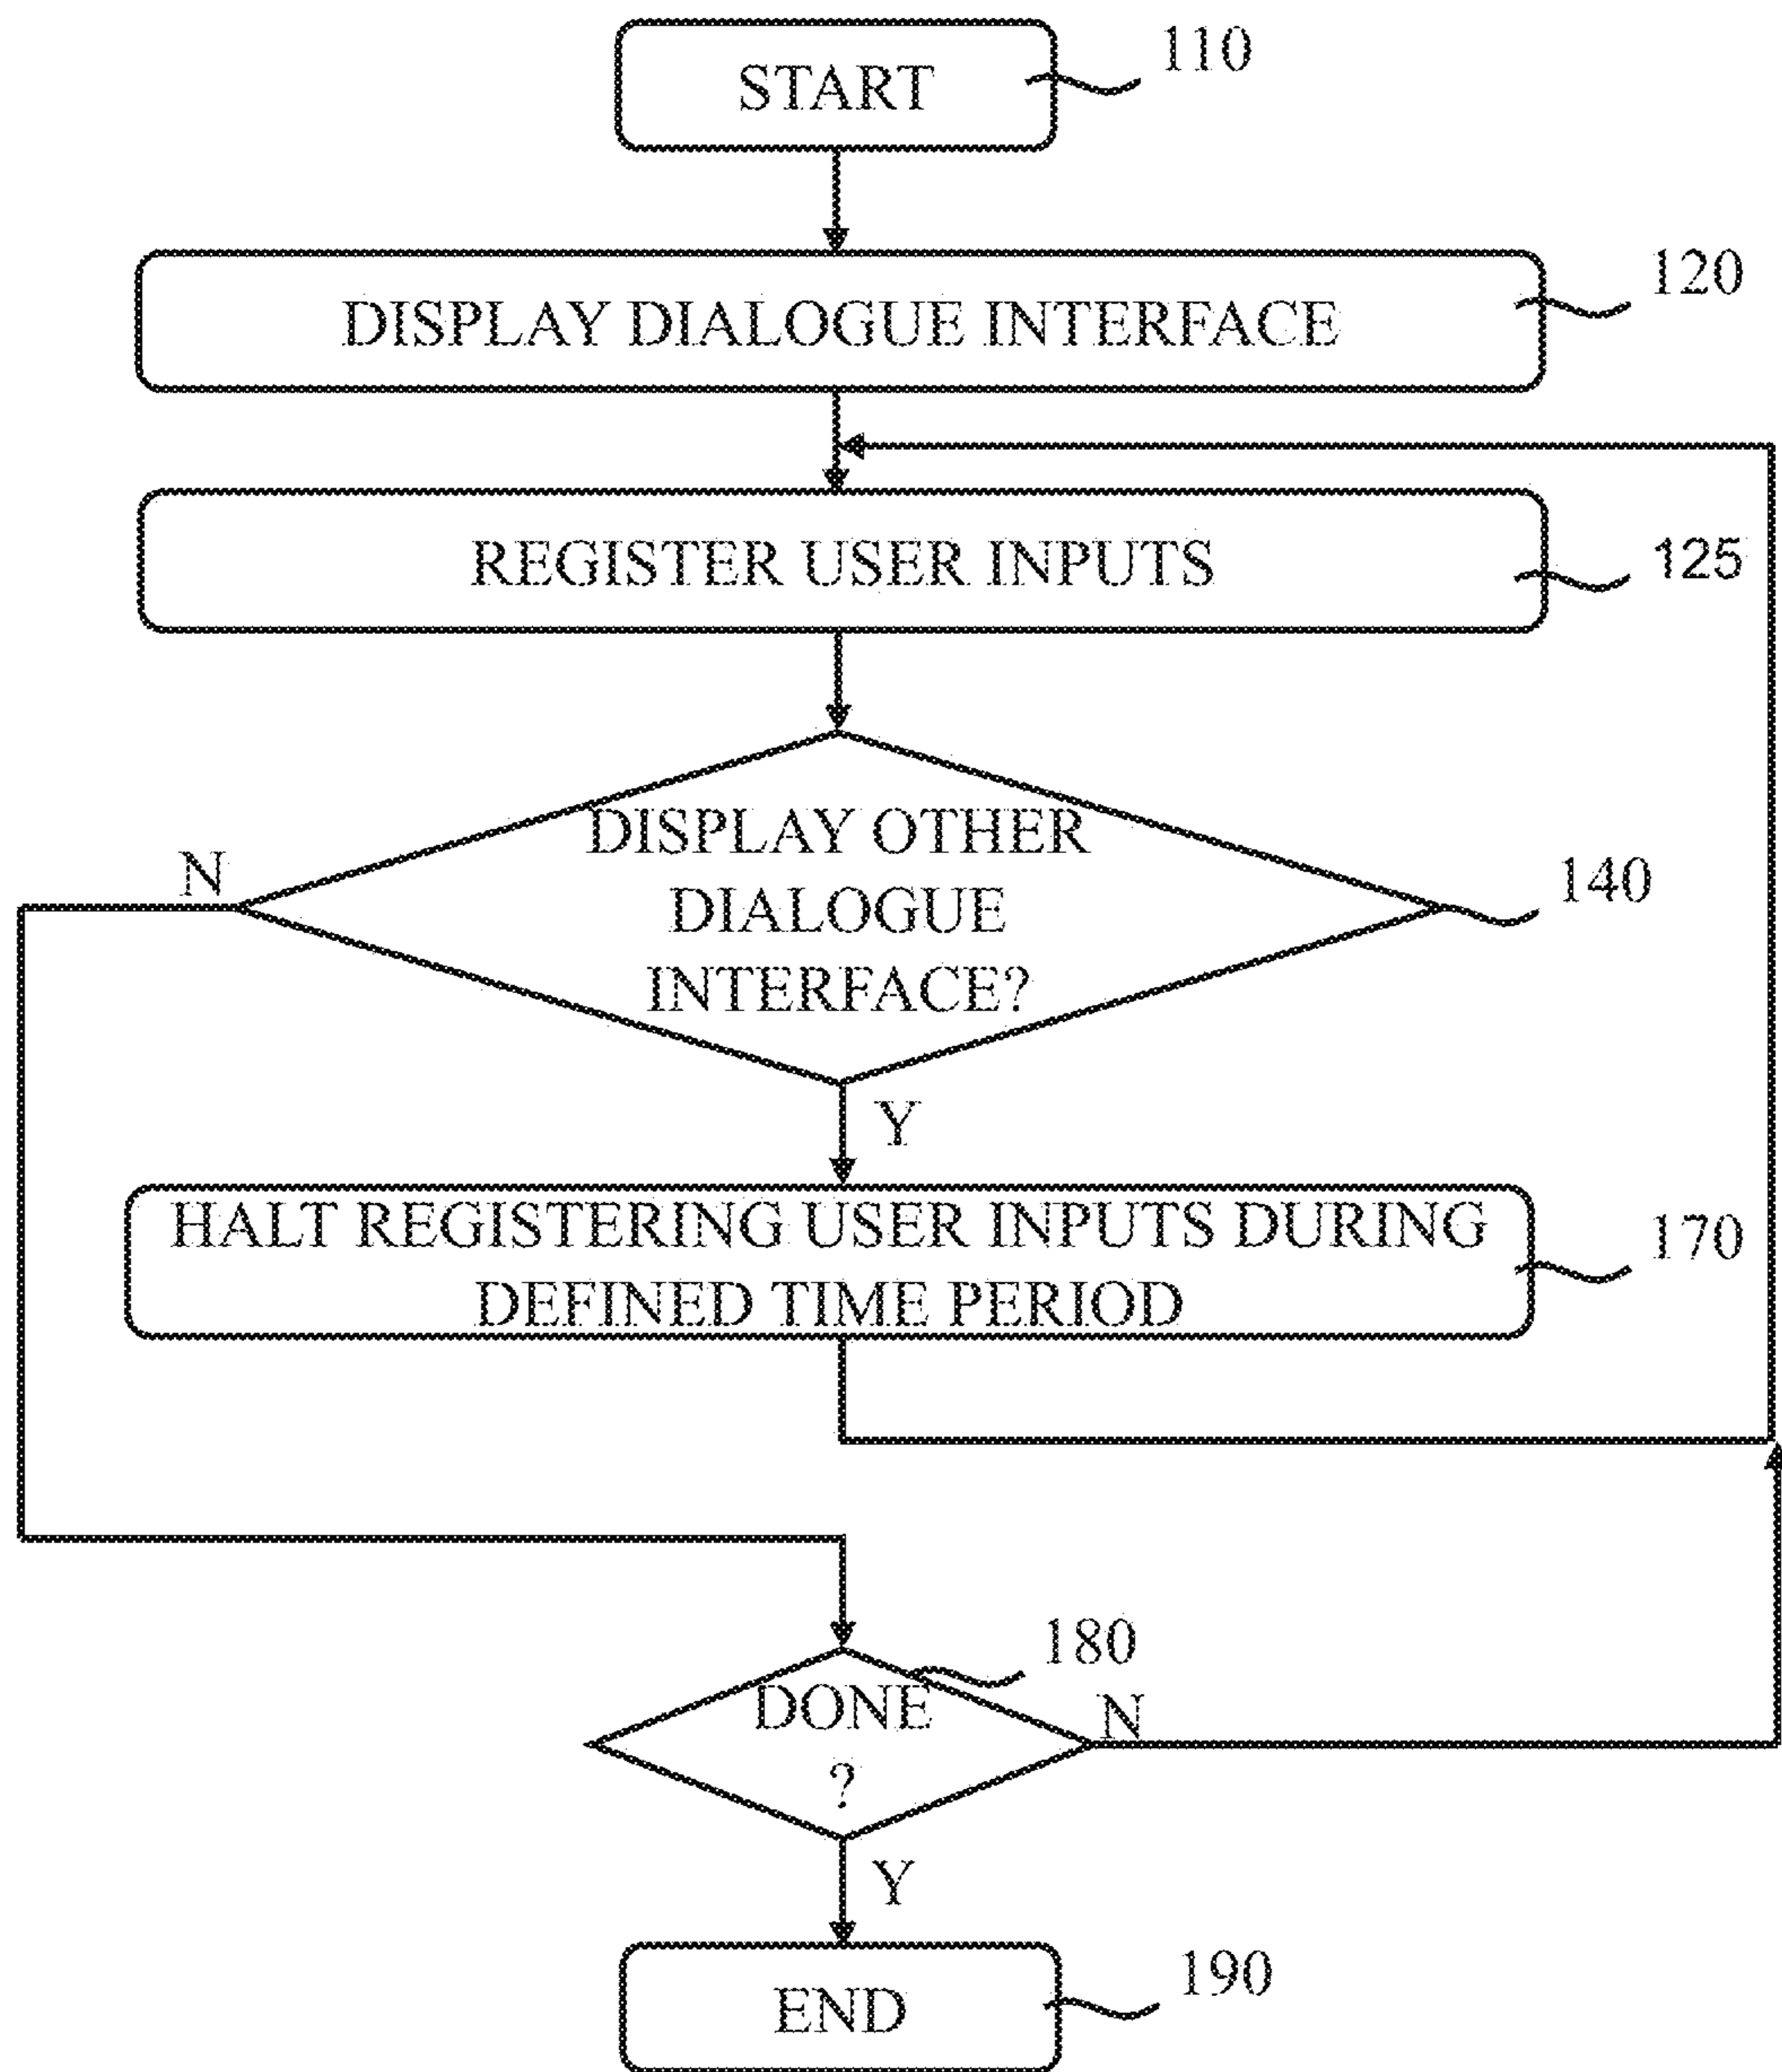 START
110
DISPLAY DIALOGUE INTERFACE
120
REGISTER USER INPUTS
125
DISPLAY OTHER
DIALOGUE
INTERFACE?
N
140
Y
HALT REGISTERING USER INPUTS DURING
DEFINED TIME PERIOD
170
180
DONE
?
N
Y
END
190